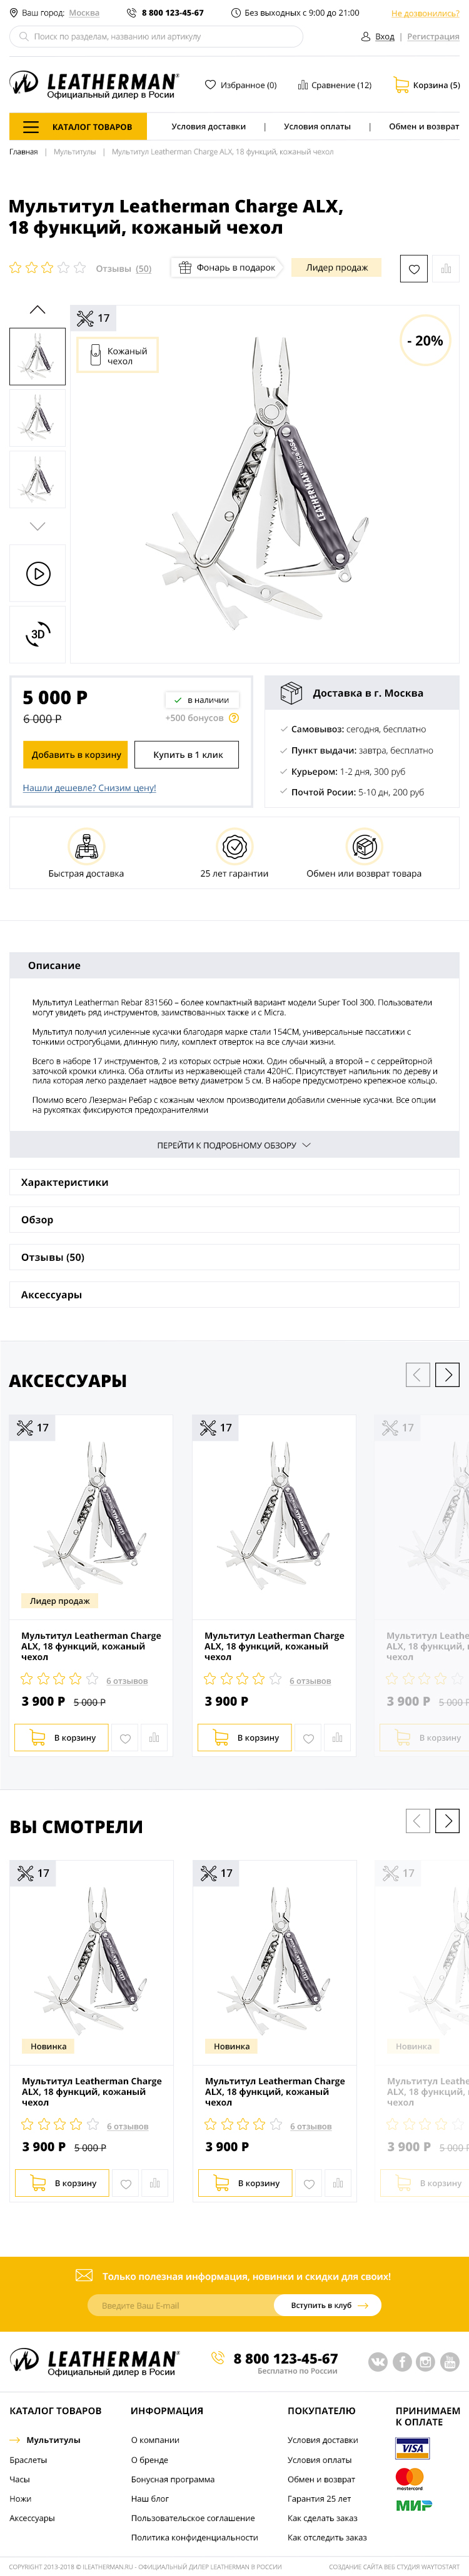 Ваш город: Москва
8 800 123-45-67
Без выходных с 9:00 до 21:00
Не дозвонились?
Поиск по разделам, названию или артикулу
Вход | Регистрация
LEATHERMAN®
Официальный дилер в Росии
Избранное (0)
Сравнение (12)
Корзина (5)
КАТАЛОГ ТОВАРОВ
Условия доставки | Условия оплаты | Обмен и возврат
Главная | Мультитулы | Мультитул Leatherman Charge ALX, 18 функций, кожаный чехол
Мультитул Leatherman Charge ALX,
18 функций, кожаный чехол
Отзывы (50)
Фонарь в подарок
Лидер продаж
17
Кожаный
чехол
- 20%
LEATHERMAN
3D
5 000 Р
6 000 Р
в наличии
+500 бонусов
Добавить в корзину
Купить в 1 клик
Нашли дешевле? Снизим цену!
Доставка в г. Москва
Самовывоз: сегодня, бесплатно
Пункт выдачи: завтра, бесплатно
Курьером: 1-2 дня, 300 руб
Почтой Росии: 5-10 дн, 200 руб
Быстрая доставка
25 лет гарантии
Обмен или возврат товара
Описание
Мультитул Leatherman Rebar 831560 – более компактный вариант модели Super Tool 300. Пользователи
могут увидеть ряд инструментов, заимствованных также и с Micra.
Мультитул получил усиленные кусачки благодаря марке стали 154CM, универсальные пассатижи с
тонкими острогубцами, длинную пилу, комплект отверток на все случаи жизни.
Всего в наборе 17 инструментов, 2 из которых острые ножи. Один обычный, а второй – с серрейторной
заточкой кромки клинка. Оба отлиты из нержавеющей стали 420HC. Присутствует напильник по дереву и
пила которая легко разделает надвое ветку диаметром 5 см. В наборе предусмотрено крепежное кольцо.
Помимо всего Лезерман Ребар с кожаным чехлом производители добавили сменные кусачки. Все опции
на рукоятках фиксируются предохранителями
ПЕРЕЙТИ К ПОДРОБНОМУ ОБЗОРУ
Характеристики
Обзор
Отзывы (50)
Аксессуары
АКСЕССУАРЫ
17
17
17
Лидер продаж
Мультитул Leatherman Charge
ALX, 18 функций, кожаный
чехол
6 отзывов
3 900 Р 5 000 Р
В корзину
Мультитул Leatherman Charge
ALX, 18 функций, кожаный
чехол
6 отзывов
3 900 Р
В корзину
Мультитул Leathe
ALX, 18 функций,
чехол
3 900 Р 5 000 Р
В корзину
ВЫ СМОТРЕЛИ
17
17
17
Новинка
Новинка
Новинка
Мультитул Leatherman Charge
ALX, 18 функций, кожаный
чехол
6 отзывов
3 900 Р 5 000 Р
В корзину
Мультитул Leatherman Charge
ALX, 18 функций, кожаный
чехол
6 отзывов
3 900 Р
В корзину
Мультитул Leathe
ALX, 18 функций,
чехол
3 900 Р 5 000 Р
В корзину
Только полезная информация, новинки и скидки для своих!
Введите Ваш E-mail
Вступить в клуб
LEATHERMAN®
Официальный дилер в Росии
8 800 123-45-67
Бесплатно по России
You
КАТАЛОГ ТОВАРОВ
Мультитулы
Браслеты
Часы
Ножи
Аксессуары
ИНФОРМАЦИЯ
О компании
О бренде
Бонусная программа
Наш блог
Пользовательское соглашение
Политика конфиденциальности
ПОКУПАТЕЛЮ
Условия доставки
Условия оплаты
Обмен и возврат
Гарантия 25 лет
Как сделать заказ
Как отследить заказ
ПРИНИМАЕМ
К ОПЛАТЕ
VISA
mastercard
МИР
COPYRIGHT 2013-2018 © ILEATHERMAN.RU - ОФИЦИАЛЬНЫЙ ДИЛЕР LEATHERMAN В РОССИИ
СОЗДАНИЕ САЙТА ВЕБ СТУДИЯ WAYTOSTART